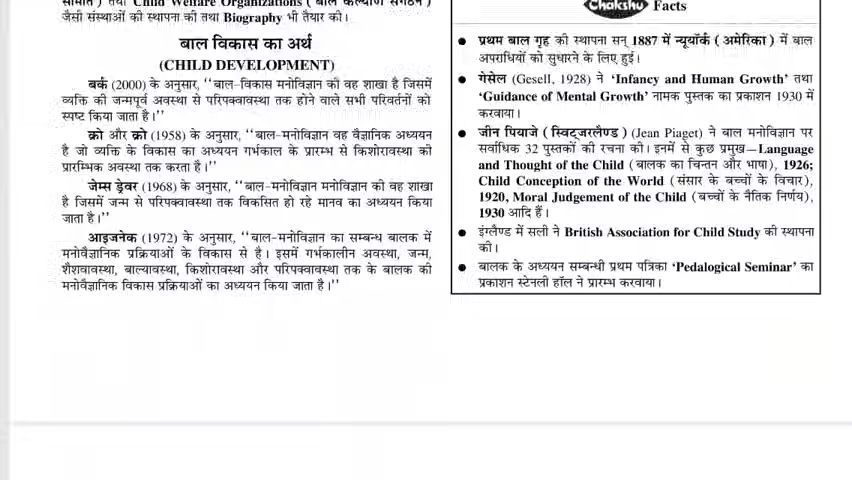 समिति) तथा Child Welfare Organizations ( बाल कल्याण संगठन )
जैसी संस्थाओं की स्थापना की तथा Biography भी तैयार की।
बाल विकास का अर्थ
(CHILD DEVELOPMENT)
बर्क (2000) के अनुसार, ‘‘बाल-विकास मनोविज्ञान की वह शाखा है जिसमें
व्यक्ति की जन्मपूर्व अवस्था से परिपक्वावस्था तक होने वाले सभी परिवर्तनों को
स्पष्ट किया जाता है।’’
क्रो और क्रो (1958) के अनुसार, ‘‘बाल-मनोविज्ञान वह वैज्ञानिक अध्ययन
है जो व्यक्ति के विकास का अध्ययन गर्भकाल के प्रारम्भ से किशोरावस्था की
प्रारम्भिक अवस्था तक करता है।’’
जेम्स ड्रेवर (1968) के अनुसार, ‘‘बाल-मनोविज्ञान मनोविज्ञान की वह शाखा
है जिसमें जन्म से परिपक्वावस्था तक विकसित हो रहे मानव का अध्ययन किया
जाता है।’’
आइजनेक (1972) के अनुसार, ‘‘बाल-मनोविज्ञान का सम्बन्ध बालक में
मनोवैज्ञानिक प्रक्रियाओं के विकास से है। इसमें गर्भकालीन अवस्था, जन्म,
शैशवावस्था, बाल्यावस्था, किशोरावस्था और परिपक्वावस्था तक के बालक की
मनोवैज्ञानिक विकास प्रक्रियाओं का अध्ययन किया जाता है।’’
Chakshu Facts
● प्रथम बाल गृह की स्थापना सन् 1887 में न्यूयॉर्क ( अमेरिका ) में बाल
अपराधियों को सुधारने के लिए हुई।
● गेसेल (Gesell, 1928) ने ‘Infancy and Human Growth’ तथा
‘Guidance of Mental Growth’ नामक पुस्तक का प्रकाशन 1930 में
करवाया।
● जीन पियाजे ( स्विट्जरलैण्ड ) (Jean Piaget) ने बाल मनोविज्ञान पर
सर्वाधिक 32 पुस्तकों की रचना की। इनमें से कुछ प्रमुख—Language
and Thought of the Child (बालक का चिन्तन और भाषा), 1926;
Child Conception of the World (संसार के बच्चों के विचार),
1920, Moral Judgement of the Child (बच्चों के नैतिक निर्णय),
1930 आदि हैं।
● इंग्लैण्ड में सली ने British Association for Child Study की स्थापना
की।
● बालक के अध्ययन सम्बन्धी प्रथम पत्रिका ‘Pedalogical Seminar’ का
प्रकाशन स्टेनली हॉल ने प्रारम्भ करवाया।